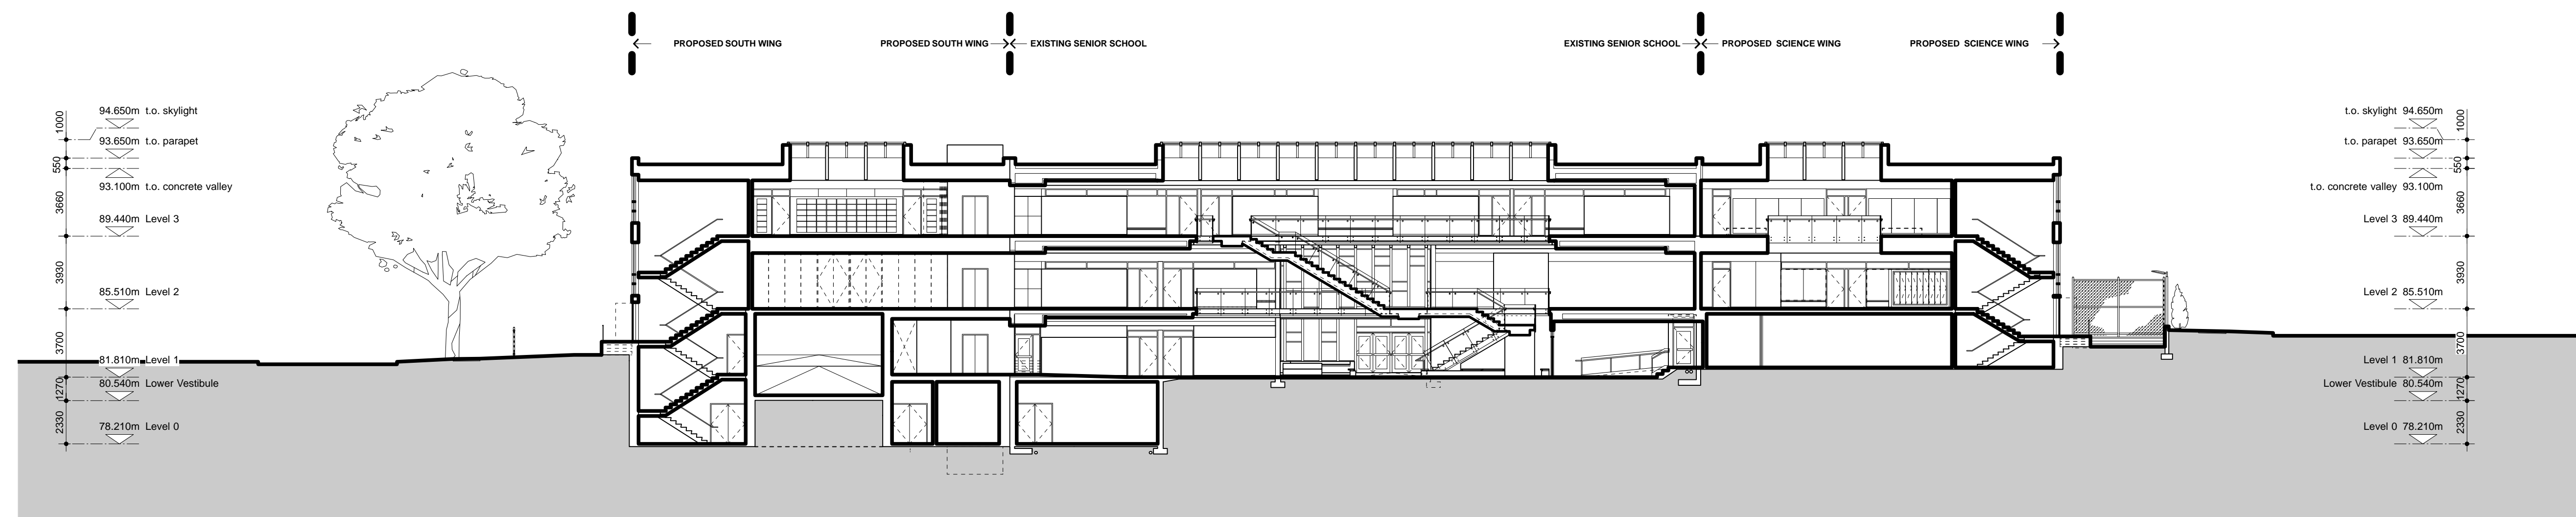 PROPOSED SOUTH WING
PROPOSED SOUTH WING
EXISTING SENIOR SCHOOL
EXISTING SENIOR SCHOOL
PROPOSED SCIENCE WING
PROPOSED SCIENCE WING
1000
94.650m t.o. skylight
93.650m t.o. parapet
550
93.100m t.o. concrete valley
3660
89.440m Level 3
3930
85.510m Level 2
3700
81.810m Level 1
80.540m Lower Vestibule
1270
2330
78.210m Level 0
t.o. skylight 94.650m
1000
t.o. parapet 93.650m
550
t.o. concrete valley 93.100m
3660
Level 3 89.440m
3930
Level 2 85.510m
3700
Level 1 81.810m
Lower Vestibule 80.540m
1270
2330
Level 0 78.210m